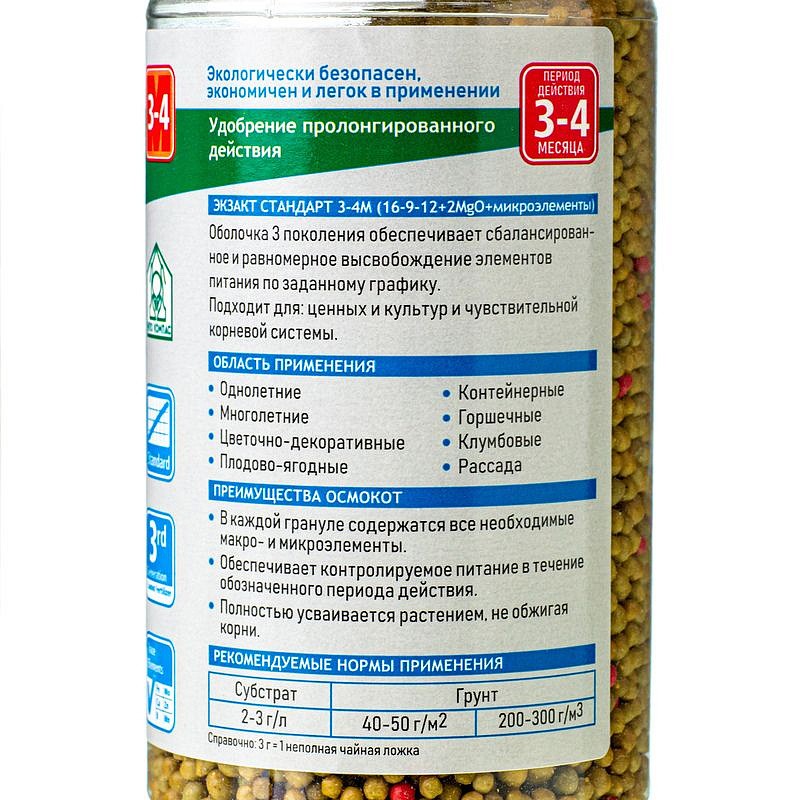 Экологически безопасен,
экономичен и легок в применении
ПЕРИОД
ДЕЙСТВИЯ
3-4
МЕСЯЦА
3-4
Удобрение пролонгированного
действия
ЭКЗАКТ СТАНДАРТ 3-4М (16-9-12+2MgO+микроэлементы)
Оболочка 3 поколения обеспечивает сбалансирован-
ное и равномерное высвобождение элементов
питания по заданному графику.
Подходит для: ценных и культур и чувствительной
корневой системы.
ОБЛАСТЬ ПРИМЕНЕНИЯ
• Однолетние
• Многолетние
• Цветочно-декоративные
• Плодово-ягодные
• Контейнерные
• Горшечные
• Клумбовые
• Рассада
Standard
ПРЕИМУЩЕСТВА ОСМОКОТ
• В каждой грануле содержатся все необходимые
макро- и микроэлементы.
• Обеспечивает контролируемое питание в течение
обозначенного периода действия.
• Полностью усваивается растением, не обжигая
корни.
3rd
РЕКОМЕНДУЕМЫЕ НОРМЫ ПРИМЕНЕНИЯ
Субстрат Грунт
2-3 г/л 40-50 г/м2 200-300 г/м3
Справочно: 3 г = 1 неполная чайная ложка